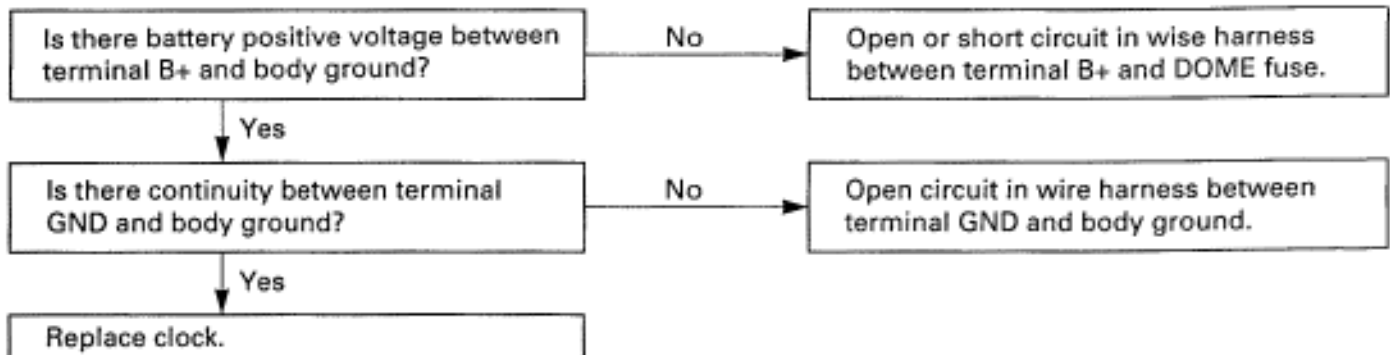 Is there battery positive voltage between
terminal B+ and body ground?
No
Open or short circuit in wise harness
between terminal B+ and DOME fuse.
Yes
Is there continuity between terminal
GND and body ground?
No
Open circuit in wire harness between
terminal GND and body ground.
Yes
Replace clock.